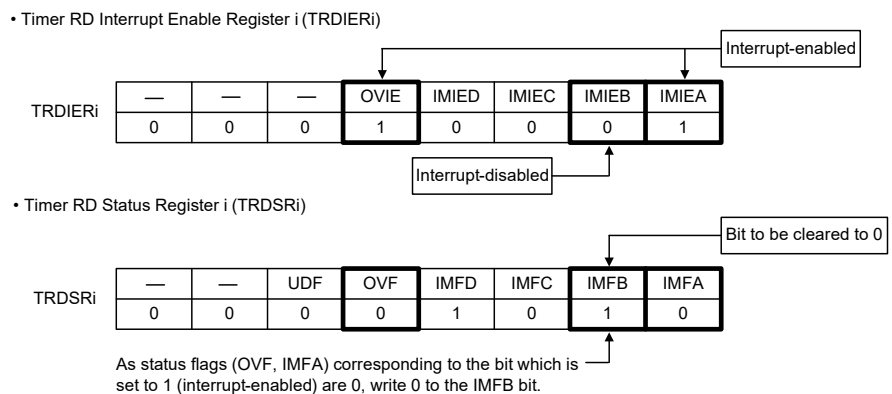 • Timer RD Interrupt Enable Register i (TRDIERi)
Interrupt-enabled
TRDIERi
— — — OVIE IMIED IMIEC IMIEB IMIEA
0 0 0 1 0 0 0 1
Interrupt-disabled
• Timer RD Status Register i (TRDSRi)
Bit to be cleared to 0
TRDSRi
— — UDF OVF IMFD IMFC IMFB IMFA
0 0 0 0 1 0 1 0
As status flags (OVF, IMFA) corresponding to the bit which is
set to 1 (interrupt-enabled) are 0, write 0 to the IMFB bit.